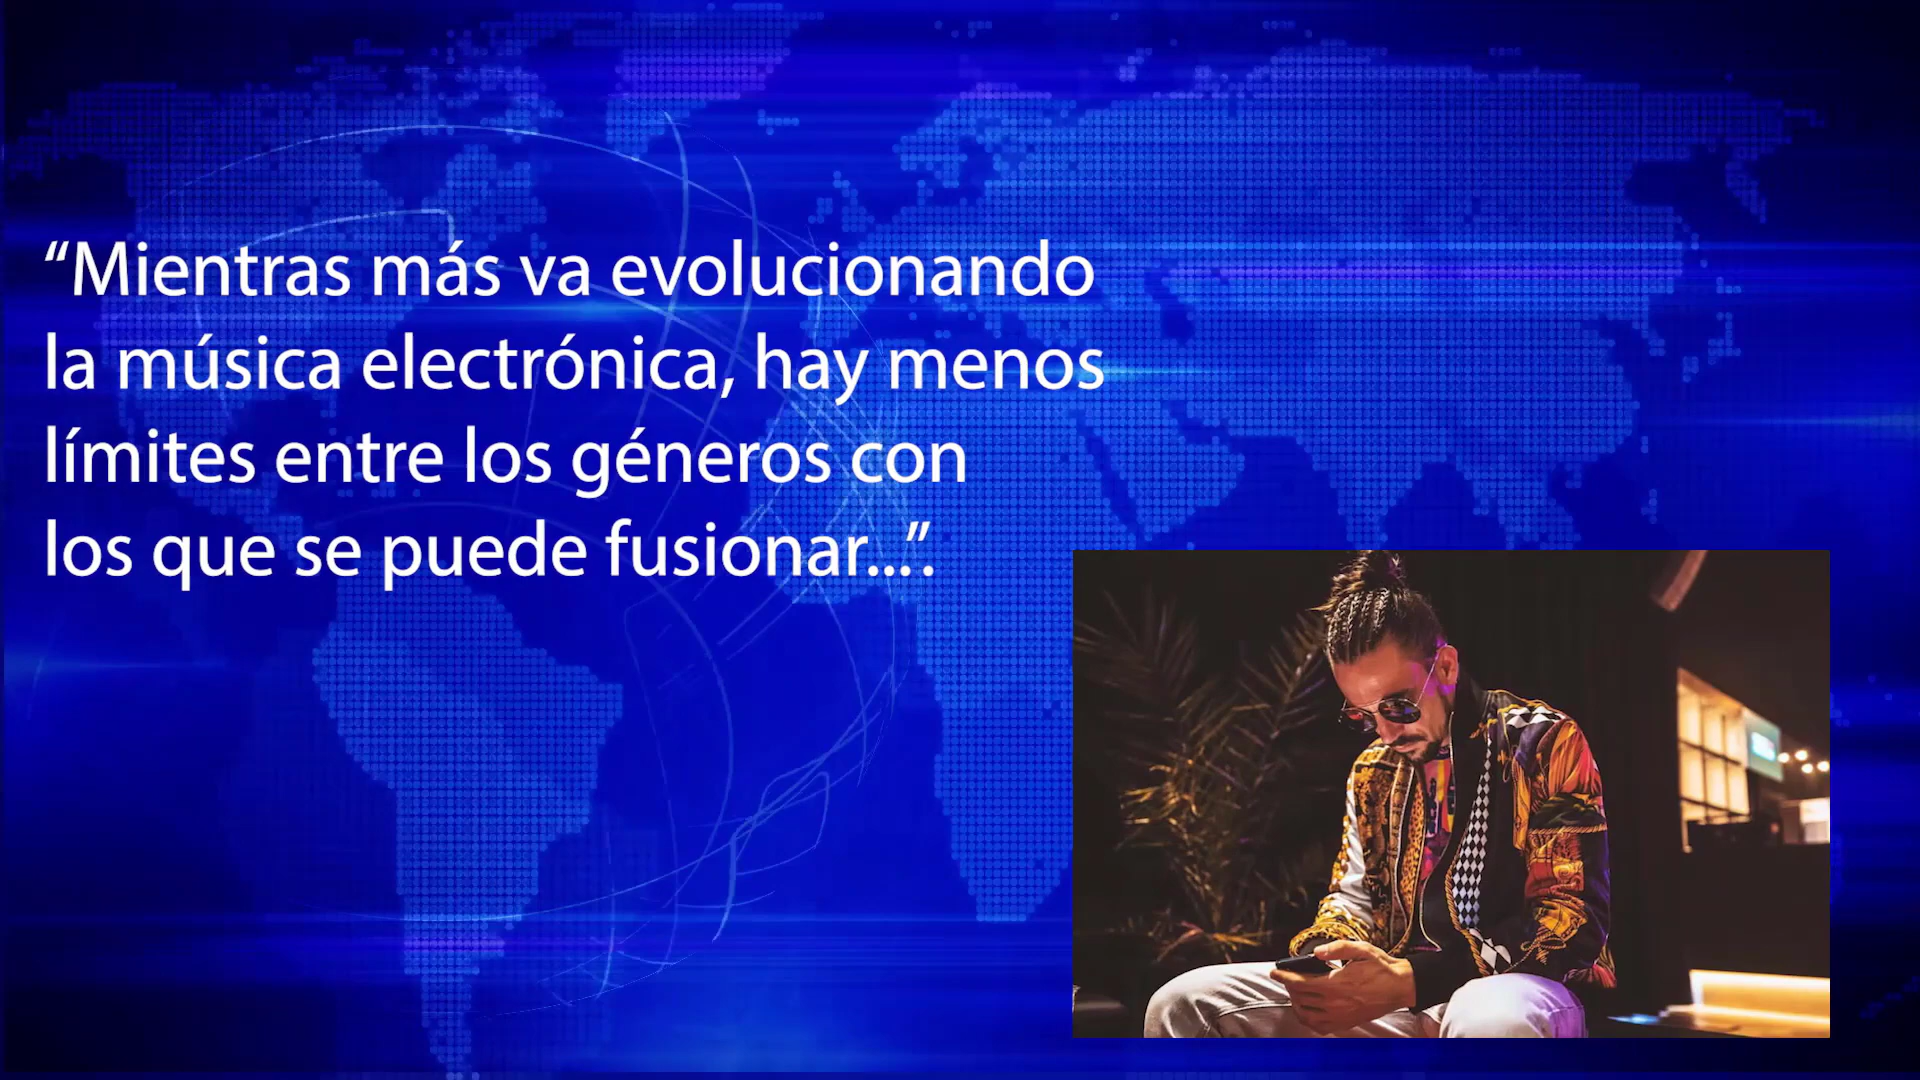 “Mientras más va evolucionando
la música electrónica, hay menos
límites entre los géneros con
los que se puede fusionar...”.